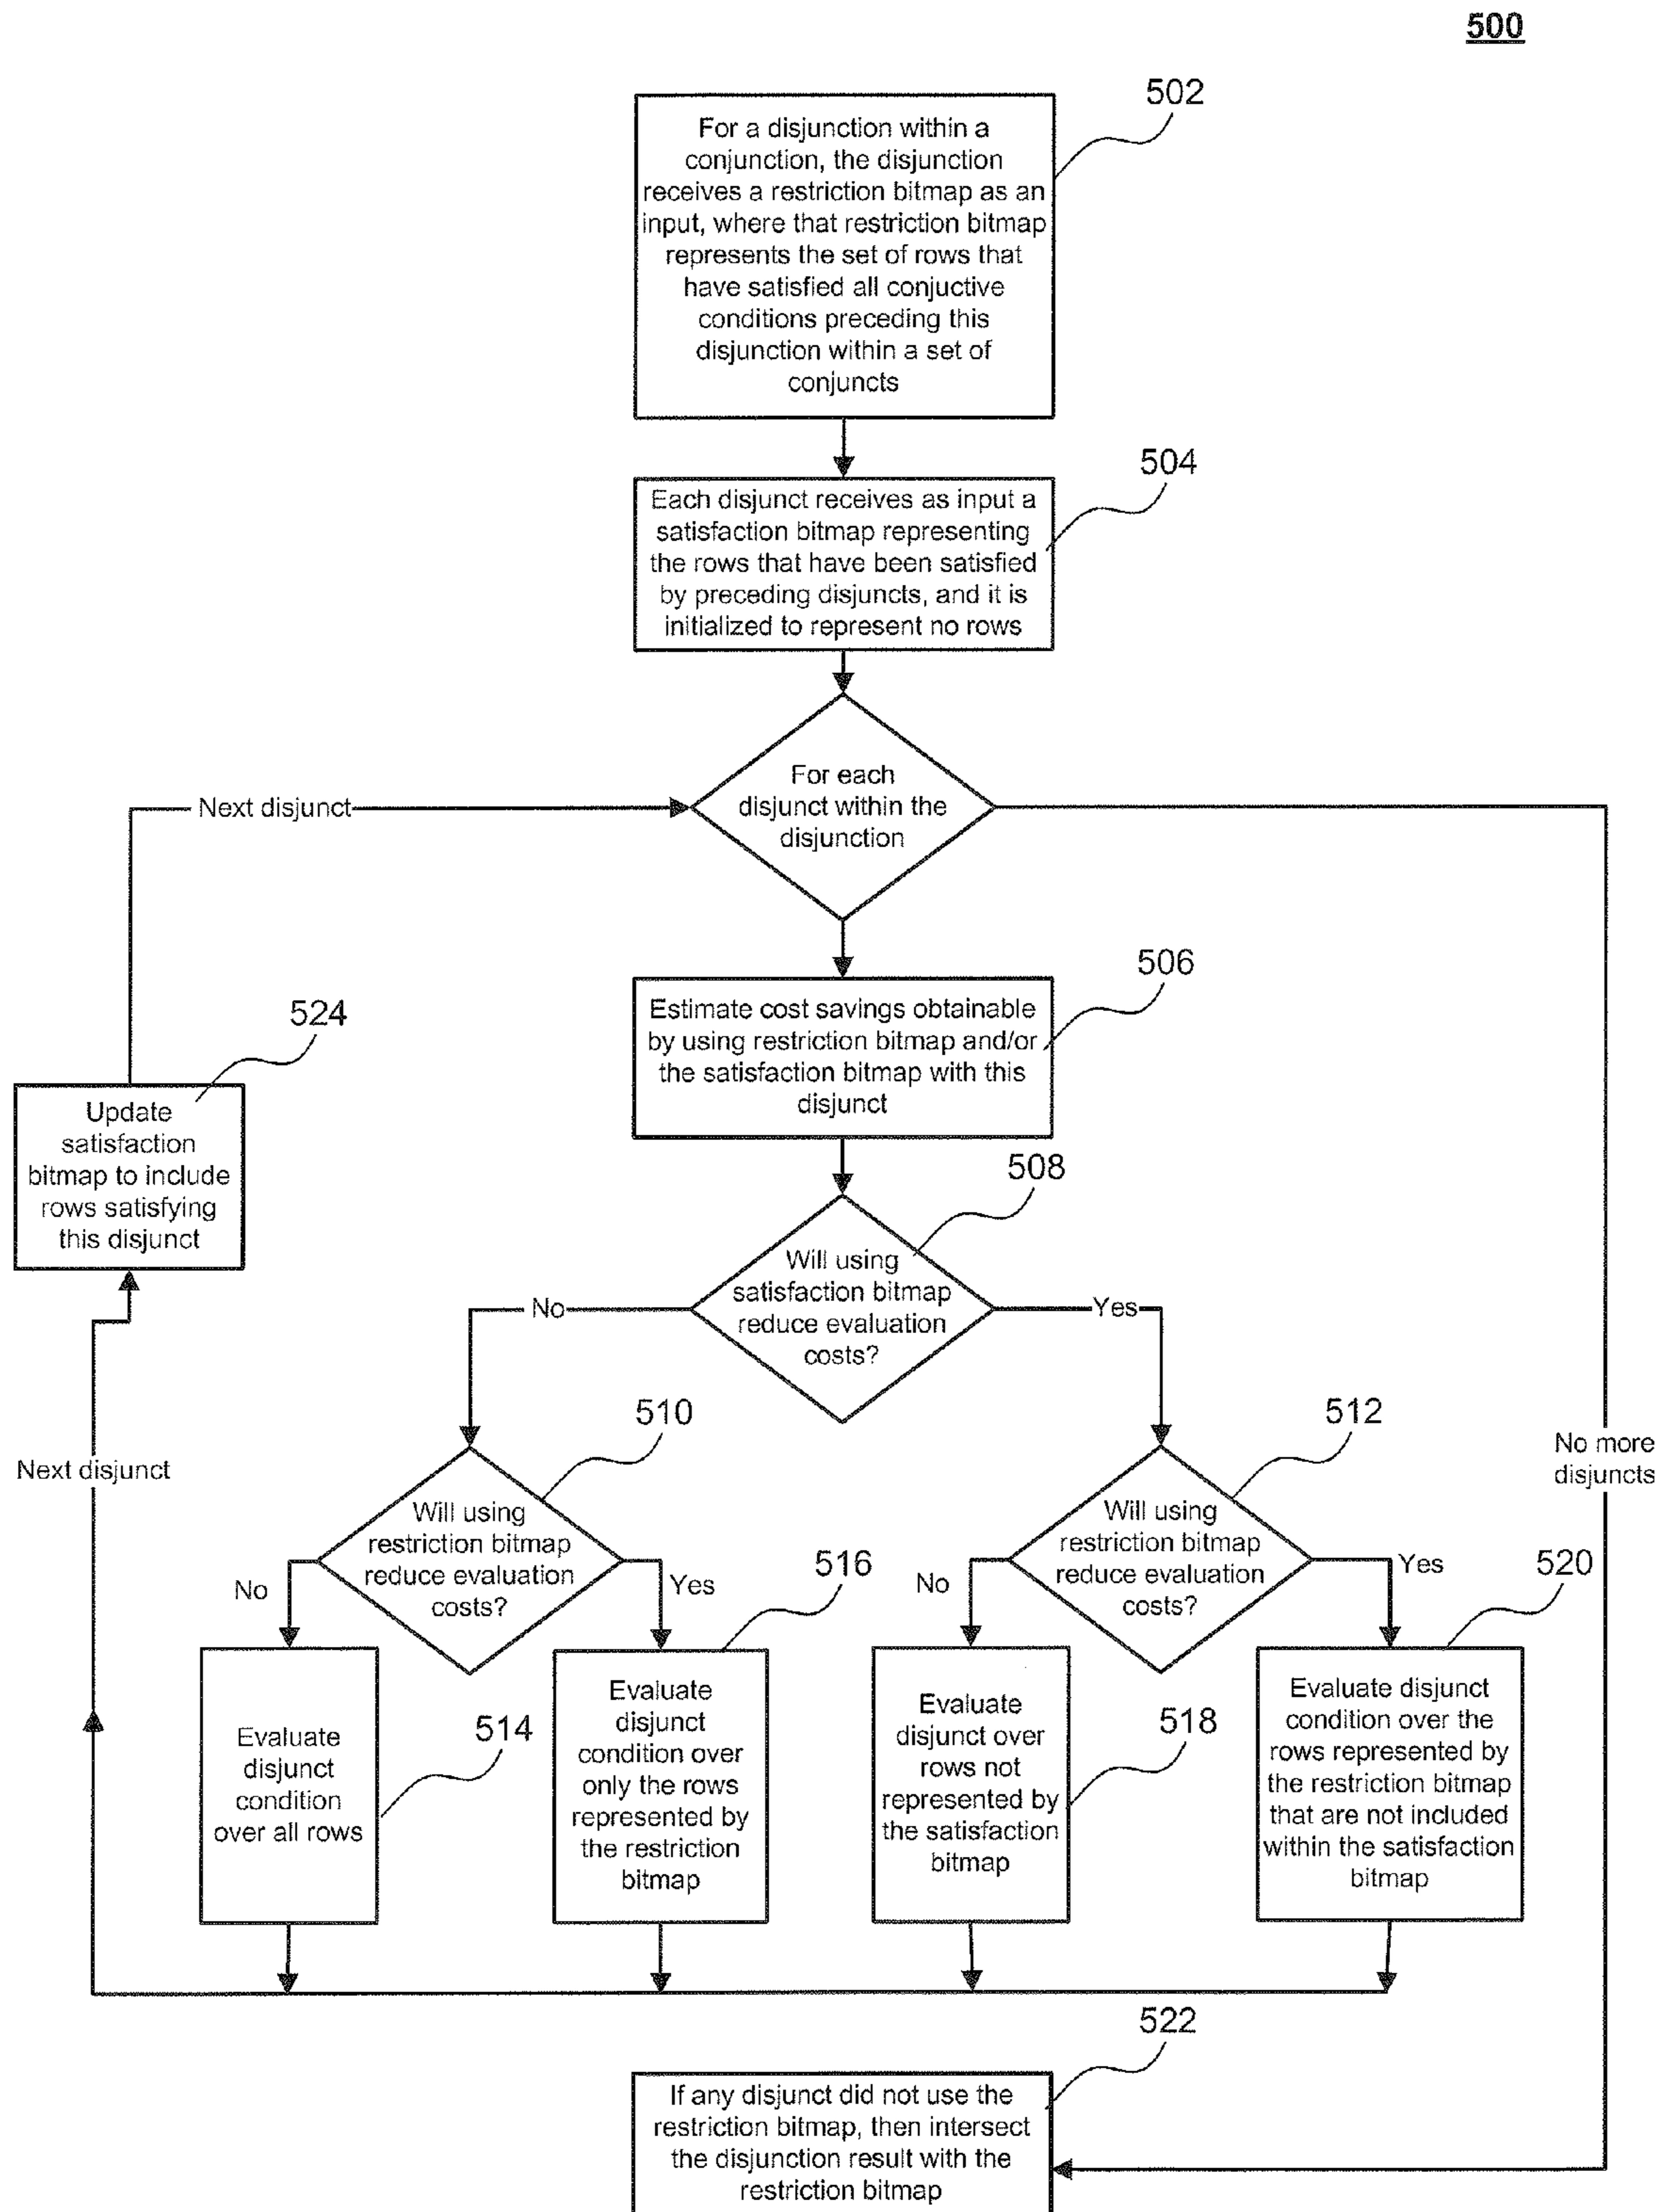 500
502
For a disjunction within a
conjunction, the disjunction
receives a restriction bitmap as an
input, where that restriction bitmap
represents the set of rows that
have satisfied all conjuctive
conditions preceding this
disjunction within a set of
conjuncts
504
Each disjunct receives as input a
satisfaction bitmap representing
the rows that have been satisfied
by preceding disjuncts, and it is
initialized to represent no rows
For each
disjunct within the
disjunction
Next disjunct
506
Estimate cost savings obtainable
by using restriction bitmap and/or
the satisfaction bitmap with this
disjunct
524
Update
satisfaction
bitmap to include
rows satisfying
this disjunct
508
Will using
satisfaction bitmap
reduce evaluation
costs?
No
Yes
510
Will using
restriction bitmap
reduce evaluation
costs?
No
Yes
512
Will using
restriction bitmap
reduce evaluation
costs?
No
Yes
No more
disjuncts
Next disjunct
514
Evaluate
disjunct
condition
over all rows
516
Evaluate
disjunct
condition over
only the rows
represented by
the restriction
bitmap
518
Evaluate
disjunct over
rows not
represented by
the satisfaction
bitmap
520
Evaluate disjunct
condition over the
rows represented by
the restriction bitmap
that are not included
within the satisfaction
bitmap
522
If any disjunct did not use the
restriction bitmap, then intersect
the disjunction result with the
restriction bitmap